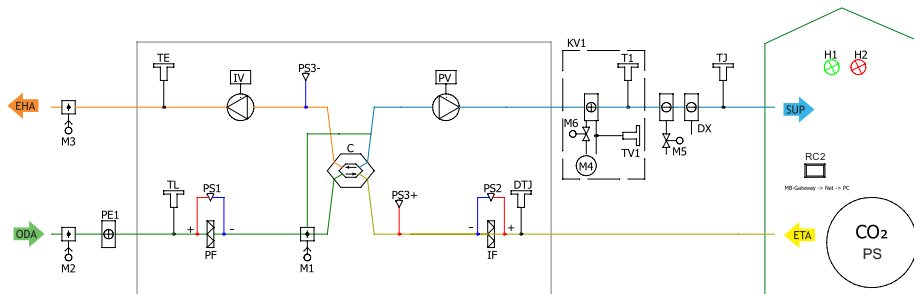 KV1
TE
IV
PS3-
PV
T1
TJ
H1
H2
EHA
SUP
M3
M6
M5
DX
M4
TV1
C
RC2
MB-Gateway -> Net -> PC
TL
PS1
PS3+
PS2
DTJ
PE1
ODA
+
-
-
+
ETA
CO₂
PS
M2
PF
M1
IF